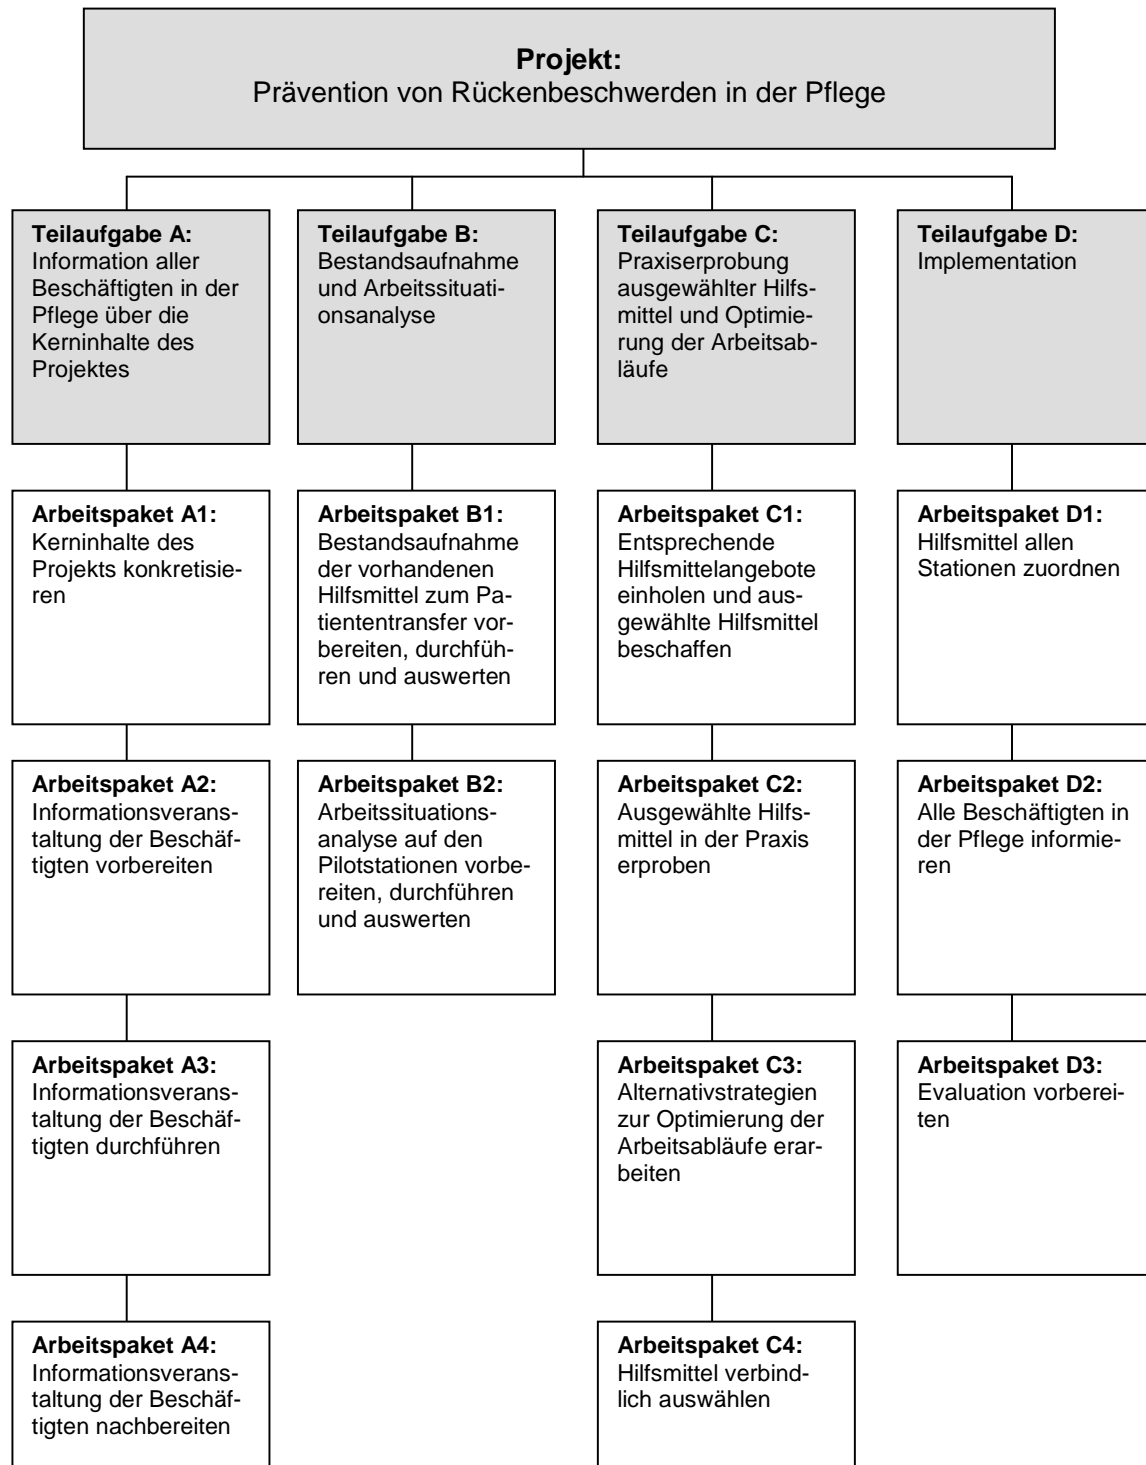 Projekt:
Prävention von Rückenbeschwerden in der Pflege
Teilaufgabe A:
Information aller
Beschäftigten in der
Pflege über die
Kerninhalte des
Projektes
Teilaufgabe B:
Bestandsaufnahme
und Arbeitssituati-
onsanalyse
Teilaufgabe C:
Praxiserprobung
ausgewählter Hilfs-
mittel und Optimie-
rung der Arbeitsab-
läufe
Teilaufgabe D:
Implementation
Arbeitspaket A1:
Kerninhalte des
Projekts konkretisie-
ren
Arbeitspaket B1:
Bestandsaufnahme
der vorhandenen
Hilfsmittel zum Pa-
tiententransfer vor-
bereiten, durchfüh-
ren und auswerten
Arbeitspaket C1:
Entsprechende
Hilfsmittelangebote
einholen und aus-
gewählte Hilfsmittel
beschaffen
Arbeitspaket D1:
Hilfsmittel allen
Stationen zuordnen
Arbeitspaket A2:
Informationsverans-
taltung der Beschäf-
tigten vorbereiten
Arbeitspaket B2:
Arbeitssituations-
analyse auf den
Pilotstationen vorbe-
reiten, durchführen
und auswerten
Arbeitspaket C2:
Ausgewählte Hilfs-
mittel in der Praxis
erproben
Arbeitspaket D2:
Alle Beschäftigten in
der Pflege informie-
ren
Arbeitspaket A3:
Informationsverans-
taltung der Beschäf-
tigten durchführen
Arbeitspaket C3:
Alternativstrategien
zur Optimierung der
Arbeitsabläufe erar-
beiten
Arbeitspaket D3:
Evaluation vorberei-
ten
Arbeitspaket A4:
Informationsverans-
taltung der Beschäf-
tigten nachbereiten
Arbeitspaket C4:
Hilfsmittel verbind-
lich auswählen